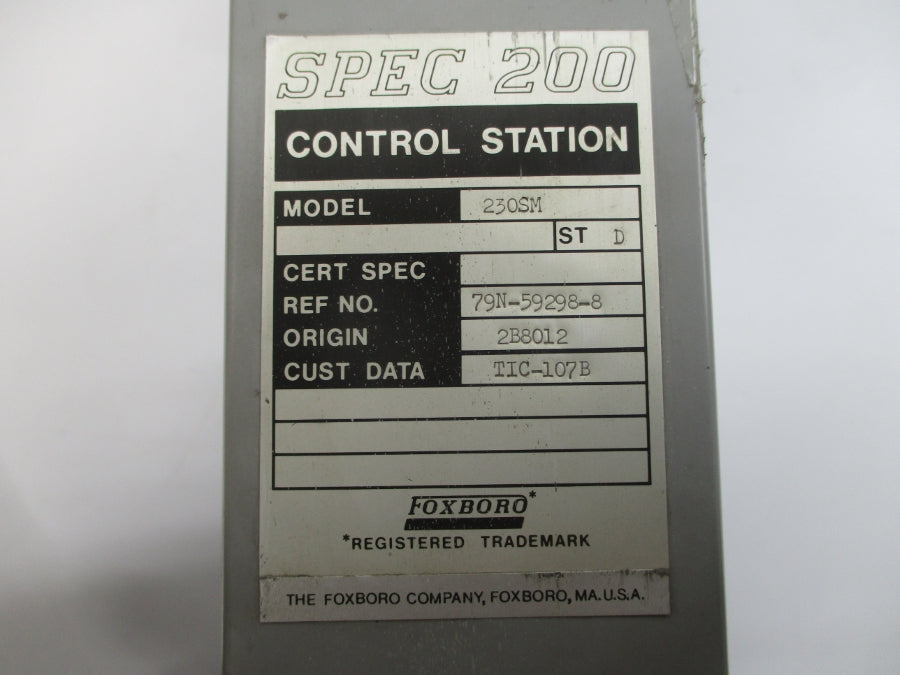 SPEC 200
CONTROL STATION
MODEL 230SM
ST D
CERT SPEC
REF NO. 79N-59298-8
ORIGIN 2B8012
CUST DATA TIC-107B
FOXBORO*
*REGISTERED TRADEMARK
THE FOXBORO COMPANY, FOXBORO, MA. U.S.A.